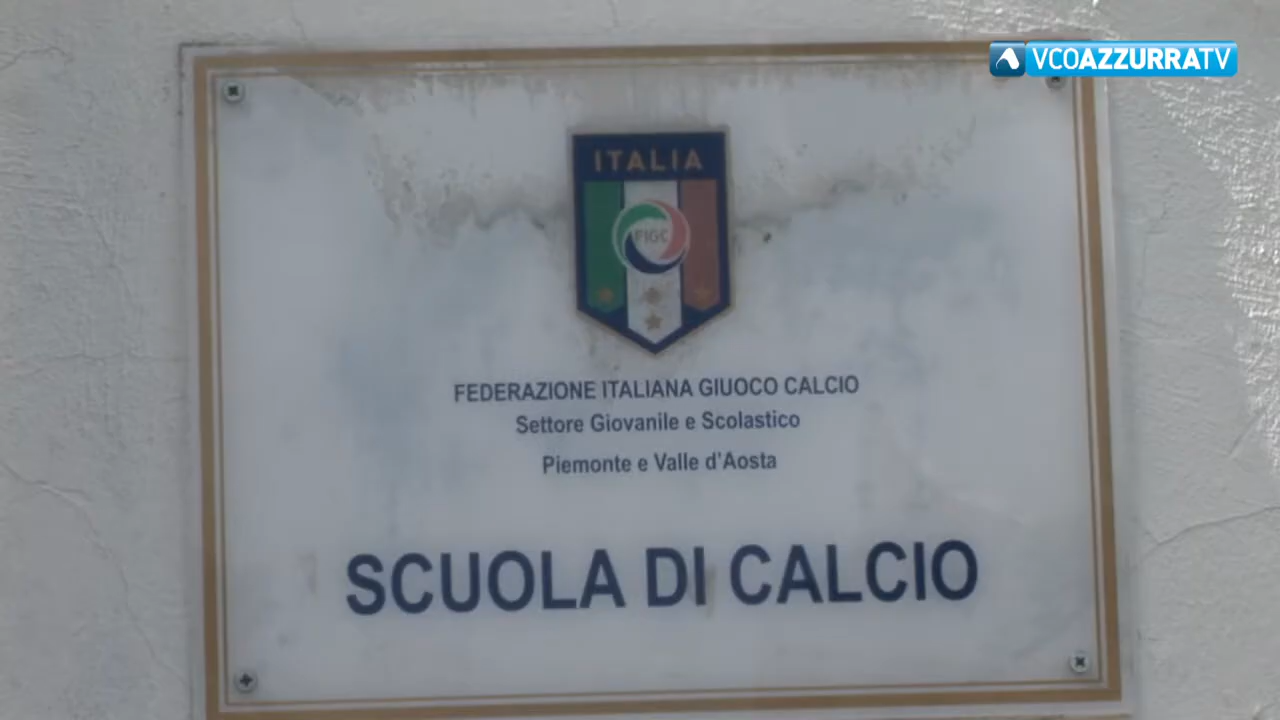 VCOAZZURRATV
ITALIA
FIGC
FEDERAZIONE ITALIANA GIUOCO CALCIO
Settore Giovanile e Scolastico
Piemonte e Valle d'Aosta
SCUOLA DI CALCIO